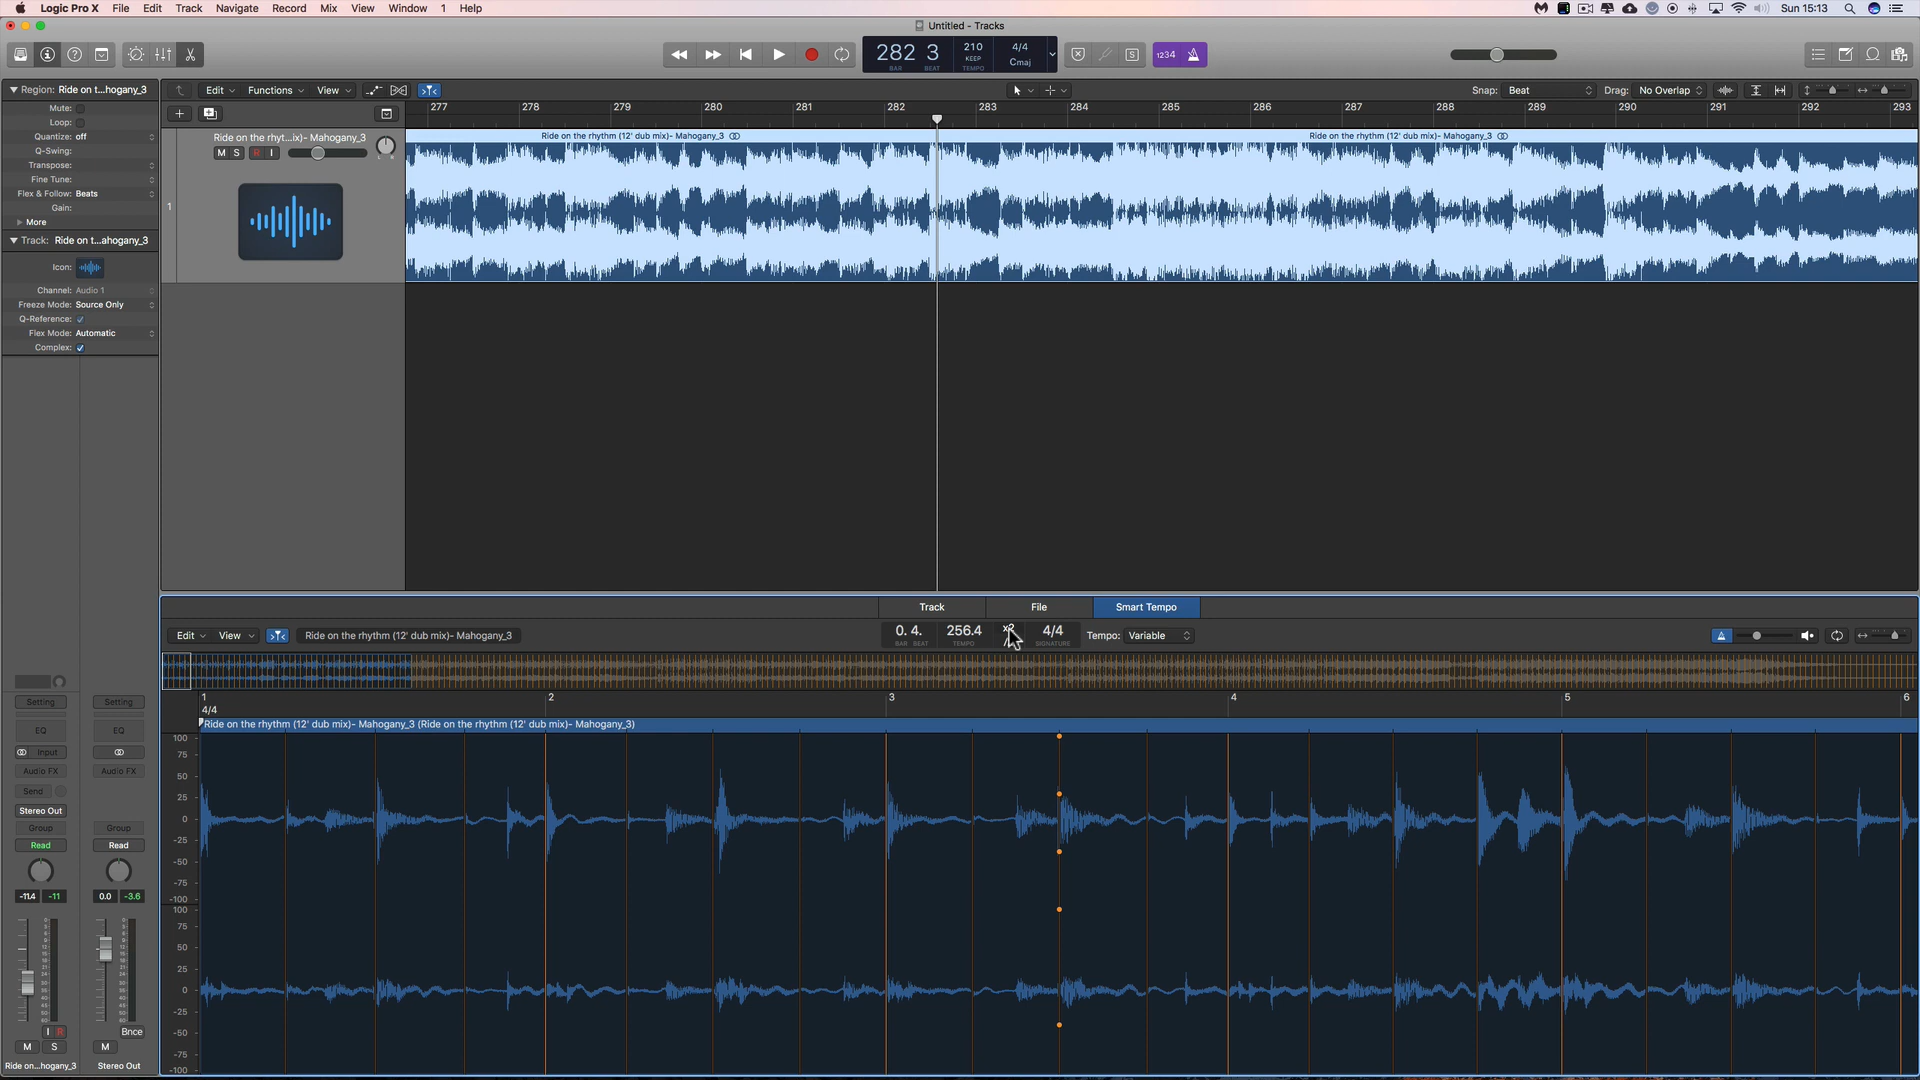 Logic Pro X File Edit Track Navigate Record Mix View Window 1 Help
Sun 15:13
Untitled - Tracks
282 3
BAR BEAT
210
KEEP
TEMPO
4/4
Cmaj
1234
Region: Ride on t...hogany_3
Mute:
Loop:
Quantize: off
Q-Swing:
Transpose:
Fine Tune:
Flex & Follow: Beats
Gain:
More
Track: Ride on t...ahogany_3
Icon:
Channel: Audio 1
Freeze Mode: Source Only
Q-Reference:
Flex Mode: Automatic
Complex:
Edit Functions View
Snap: Beat Drag: No Overlap
277 278 279 280 281 282 283 284 285 286 287 288 289 290 291 292 293
1
Ride on the rhyt...ix)- Mahogany_3
M S R I
L R
Ride on the rhythm (12' dub mix)- Mahogany_3
Ride on the rhythm (12' dub mix)- Mahogany_3
Track File Smart Tempo
Edit View Ride on the rhythm (12' dub mix)- Mahogany_3
0. 4.
BAR BEAT
256.4
TEMPO
x2
4/4
SIGNATURE
Tempo: Variable
1 2 3 4 5 6
4/4
Ride on the rhythm (12' dub mix)- Mahogany_3 (Ride on the rhythm (12' dub mix)- Mahogany_3)
100
75
50
25
0
-25
-50
-75
-100
100
75
50
25
0
-25
-50
-75
-100
Setting Setting
EQ EQ
Input
Audio FX Audio FX
Send
Stereo Out
Group Group
Read Read
-11.4 -11 0.0 -3.6
I R Bnce
M S M
Ride on...hogany_3 Stereo Out